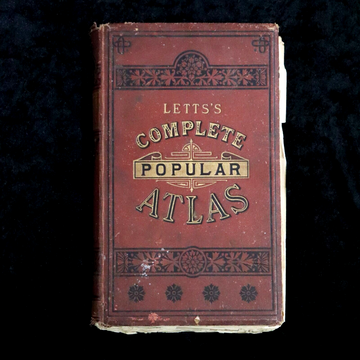 LETTS'S
COMPLETE
POPULAR
ATLAS